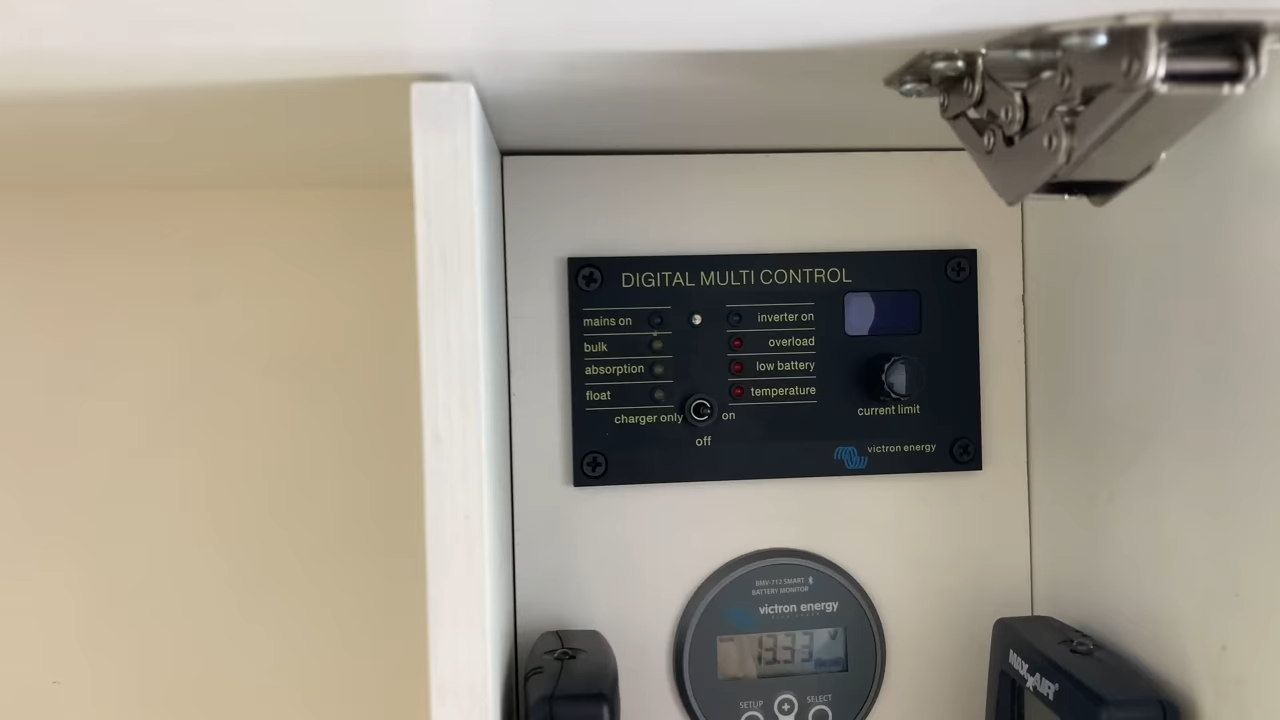 DIGITAL MULTI CONTROL
mains on
bulk
absorption
float
inverter on
overload
low battery
temperature
charger only
on
off
current limit
victron energy
BMV-712 SMART
BATTERY MONITOR
victron energy
13.33 V
SETUP
SELECT
MAXXAIR